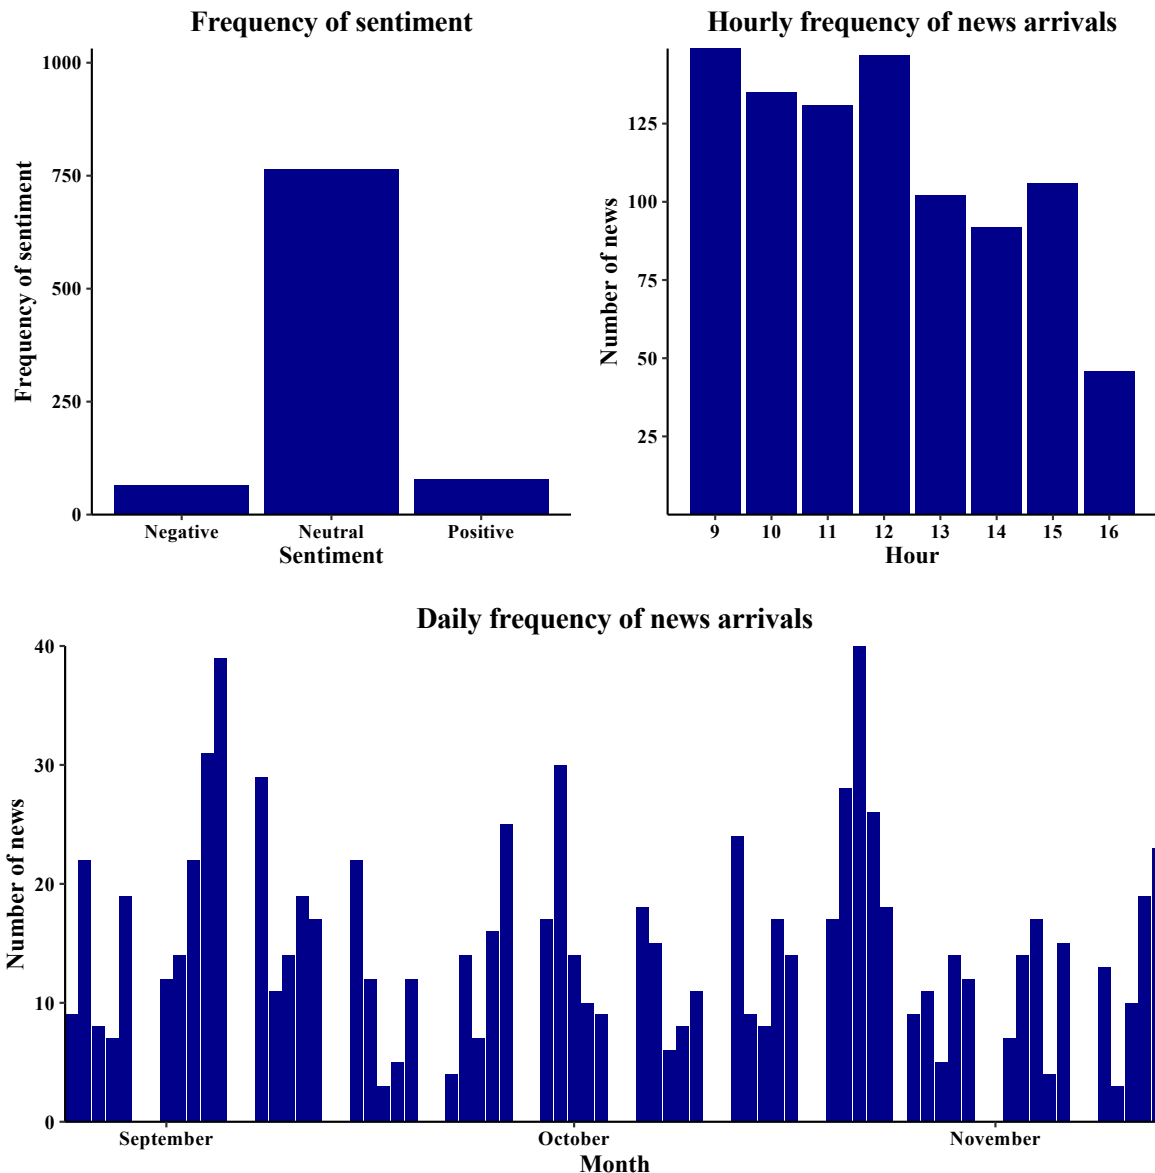 Frequency of sentiment
Frequency of sentiment
1000
750
500
250
0
Negative Neutral Positive
Sentiment
Hourly frequency of news arrivals
Number of news
125
100
75
50
25
9 10 11 12 13 14 15 16
Hour
Daily frequency of news arrivals
Number of news
40
30
20
10
0
September October November
Month